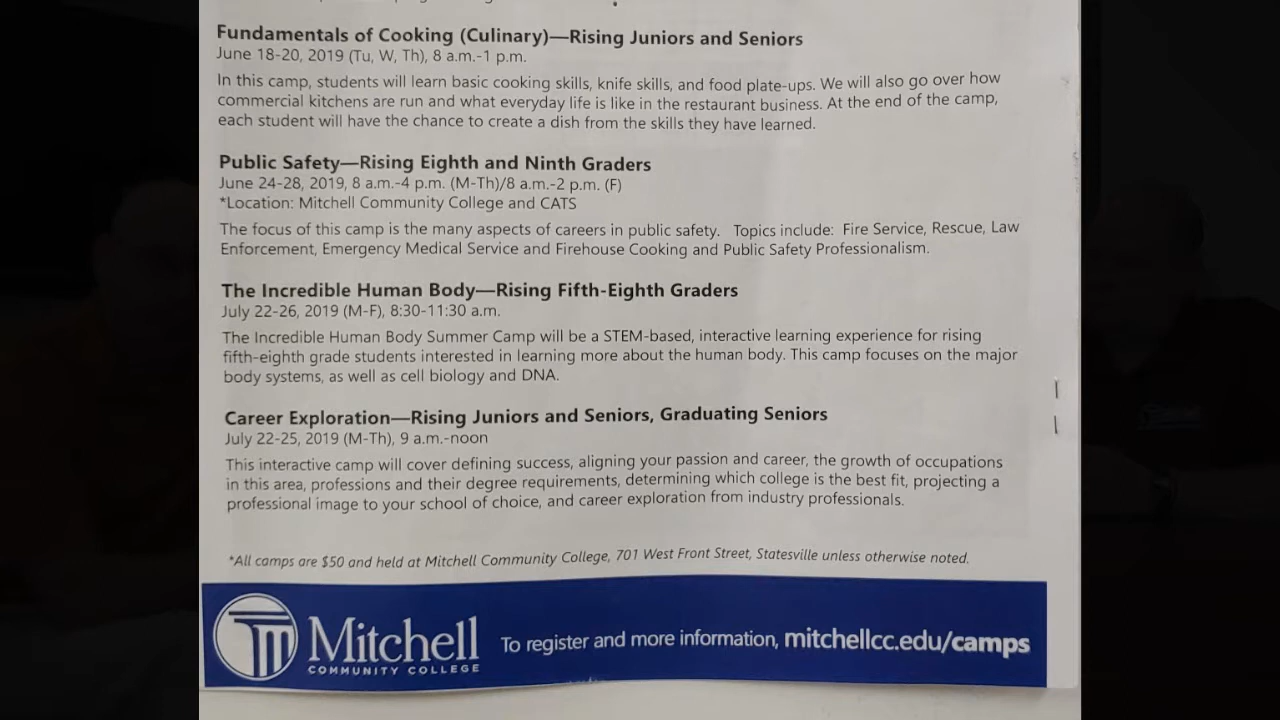 Fundamentals of Cooking (Culinary)—Rising Juniors and Seniors
June 18-20, 2019 (Tu, W, Th), 8 a.m.-1 p.m.
In this camp, students will learn basic cooking skills, knife skills, and food plate-ups. We will also go over how
commercial kitchens are run and what everyday life is like in the restaurant business. At the end of the camp,
each student will have the chance to create a dish from the skills they have learned.
Public Safety—Rising Eighth and Ninth Graders
June 24-28, 2019, 8 a.m.-4 p.m. (M-Th)/8 a.m.-2 p.m. (F)
*Location: Mitchell Community College and CATS
The focus of this camp is the many aspects of careers in public safety. Topics include: Fire Service, Rescue, Law
Enforcement, Emergency Medical Service and Firehouse Cooking and Public Safety Professionalism.
The Incredible Human Body—Rising Fifth-Eighth Graders
July 22-26, 2019 (M-F), 8:30-11:30 a.m.
The Incredible Human Body Summer Camp will be a STEM-based, interactive learning experience for rising
fifth-eighth grade students interested in learning more about the human body. This camp focuses on the major
body systems, as well as cell biology and DNA.
Career Exploration—Rising Juniors and Seniors, Graduating Seniors
July 22-25, 2019 (M-Th), 9 a.m.-noon
This interactive camp will cover defining success, aligning your passion and career, the growth of occupations
in this area, professions and their degree requirements, determining which college is the best fit, projecting a
professional image to your school of choice, and career exploration from industry professionals.
*All camps are $50 and held at Mitchell Community College, 701 West Front Street, Statesville unless otherwise noted.
Mitchell
COMMUNITY COLLEGE
To register and more information, mitchellcc.edu/camps